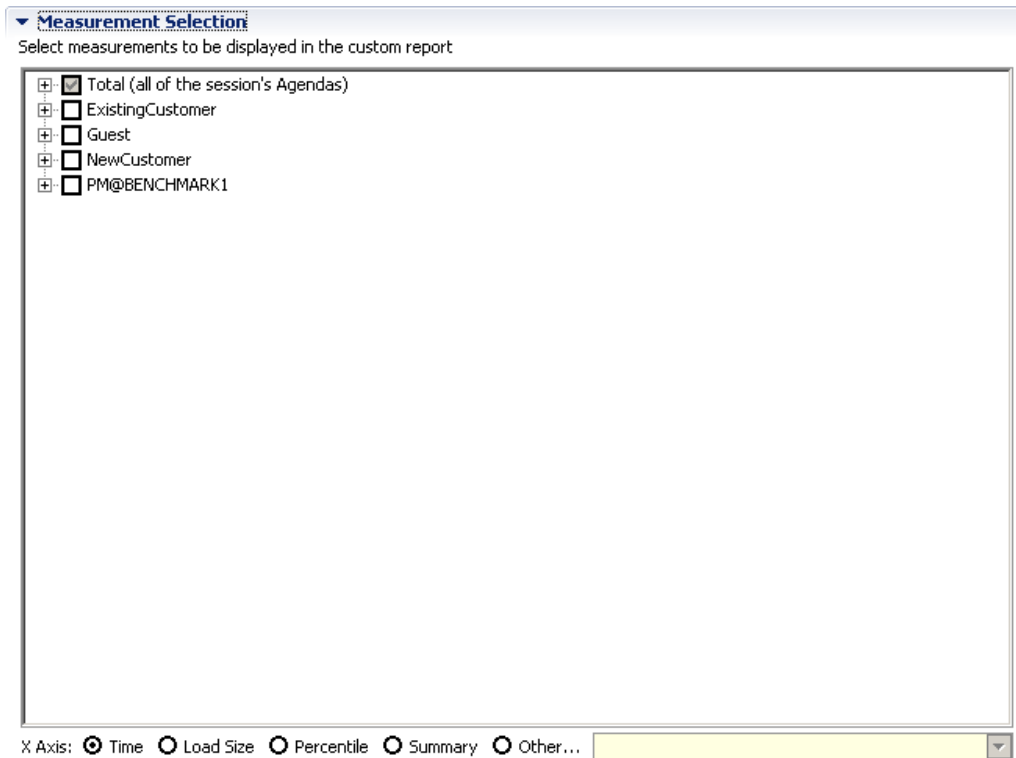 Measurement Selection
Select measurements to be displayed in the custom report
Total (all of the session's Agendas)
ExistingCustomer
Guest
NewCustomer
PM@BENCHMARK1
X Axis: Time Load Size Percentile Summary Other...